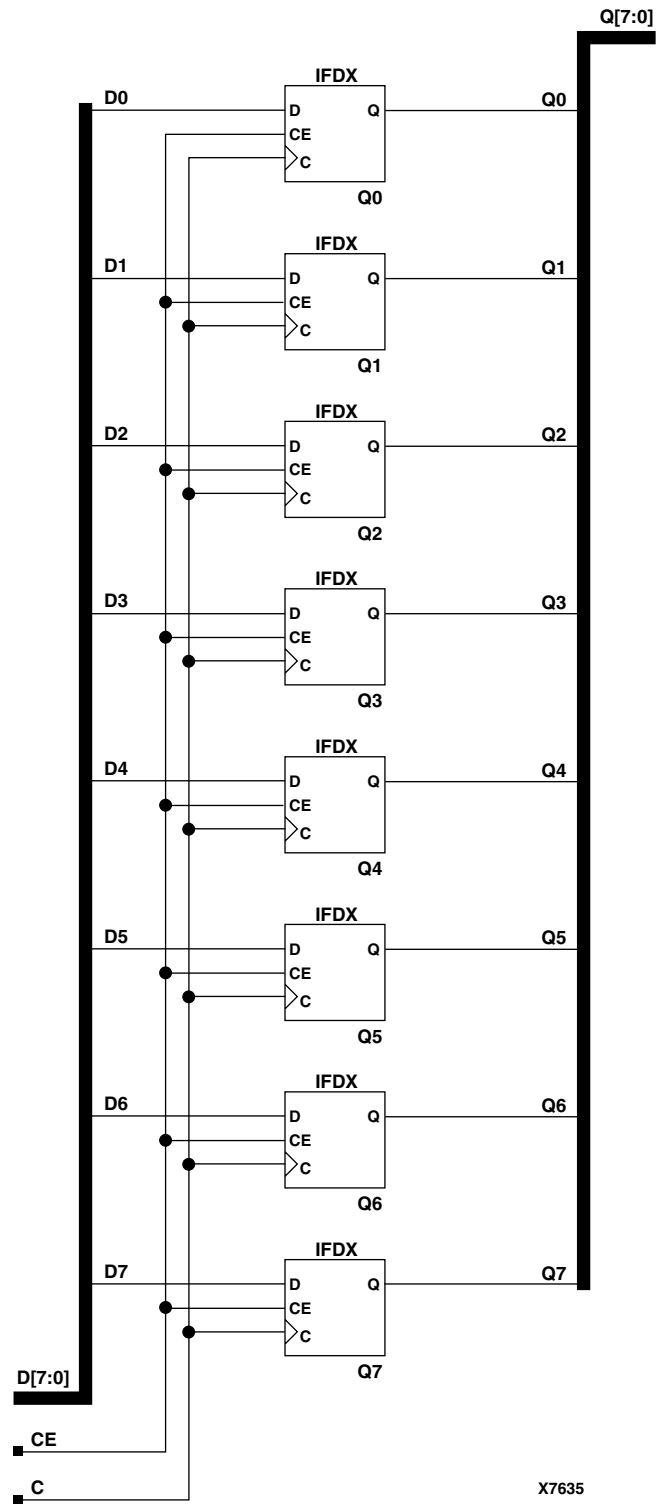 Q[7:0]
IFDX
D0 D Q Q0
CE
C
Q0
IFDX
D1 D Q Q1
CE
C
Q1
IFDX
D2 D Q Q2
CE
C
Q2
IFDX
D3 D Q Q3
CE
C
Q3
IFDX
D4 D Q Q4
CE
C
Q4
IFDX
D5 D Q Q5
CE
C
Q5
IFDX
D6 D Q Q6
CE
C
Q6
IFDX
D7 D Q Q7
CE
C
Q7
D[7:0]
CE
C
X7635